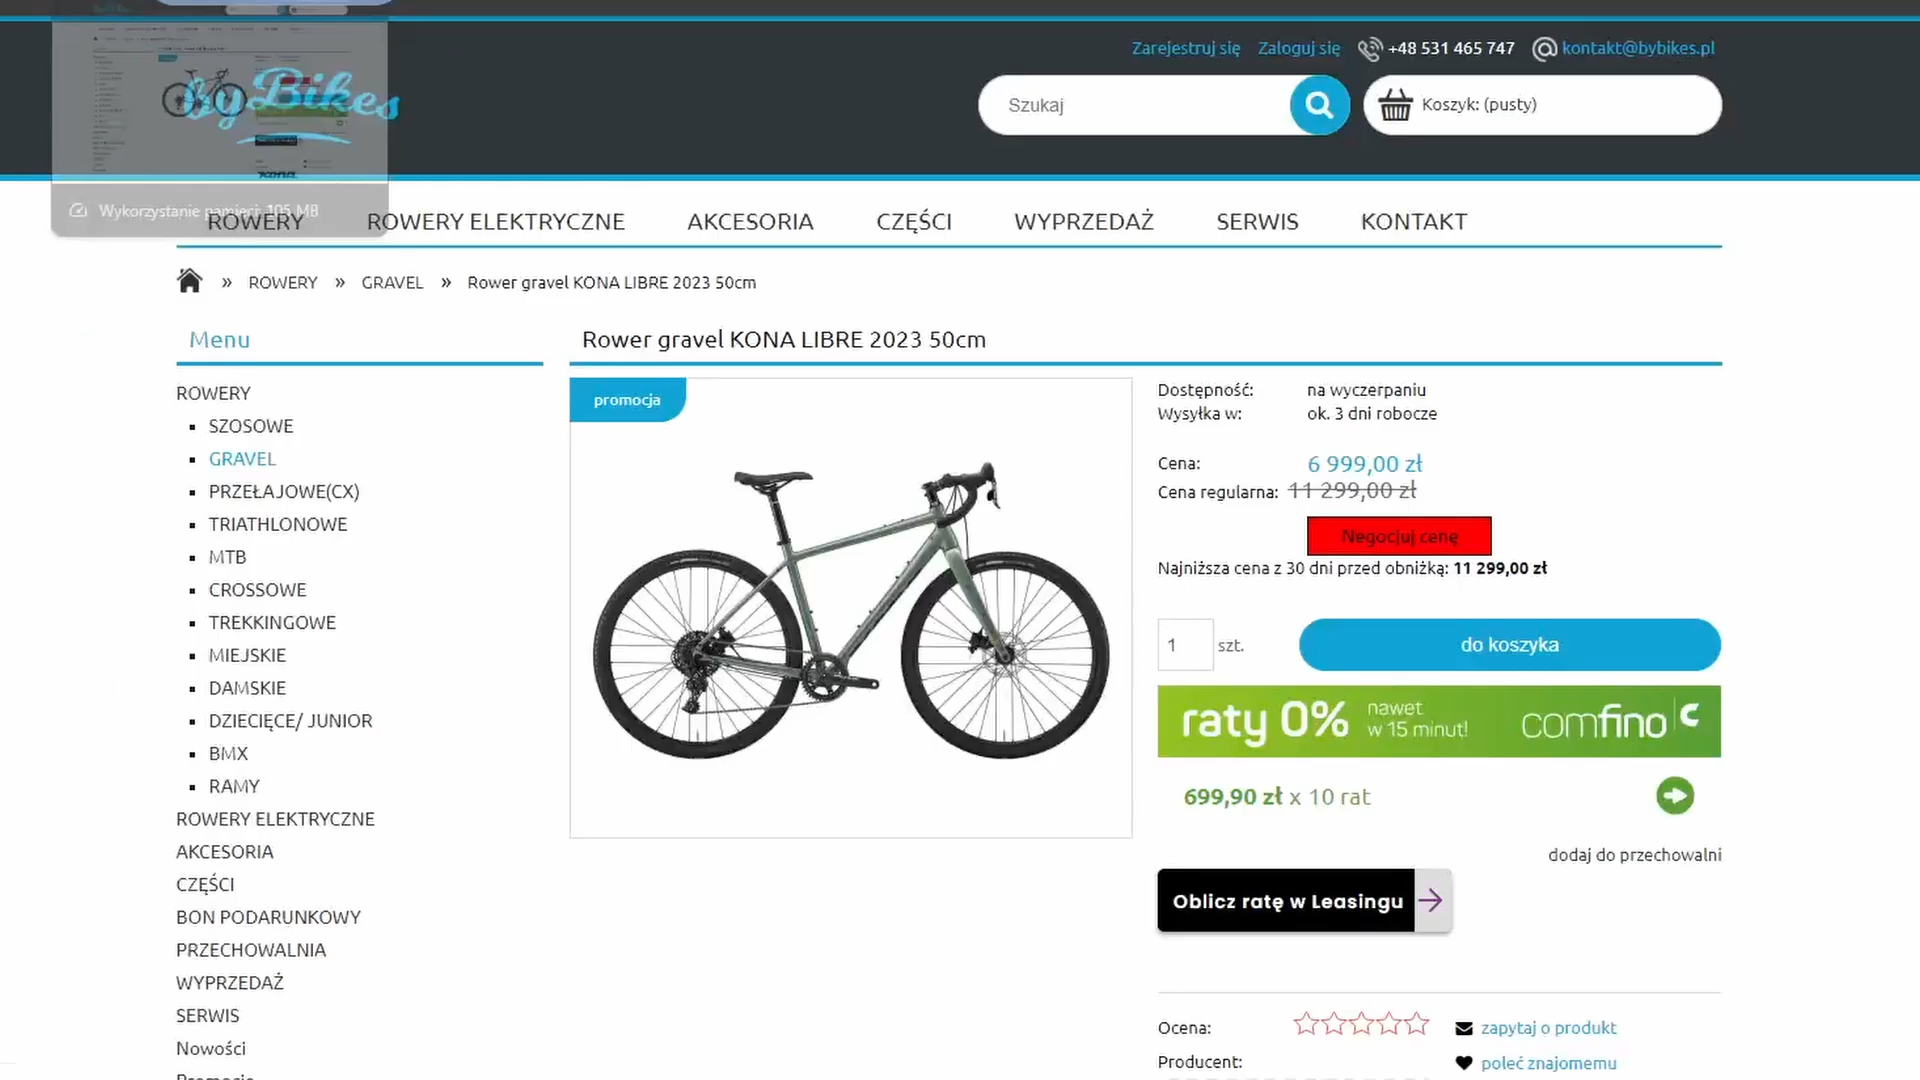 Zarejestruj się Zaloguj się +48 531 465 747 kontakt@bybikes.pl
byBikes
Szukaj
Koszyk: (pusty)
Wykorzystanie pamięci: 105 MB
ROWERY ROWERY ELEKTRYCZNE AKCESORIA CZĘŚCI WYPRZEDAŻ SERWIS KONTAKT
» ROWERY » GRAVEL » Rower gravel KONA LIBRE 2023 50cm
Menu
ROWERY
SZOSOWE
GRAVEL
PRZEŁAJOWE(CX)
TRIATHLONOWE
MTB
CROSSOWE
TREKKINGOWE
MIEJSKIE
DAMSKIE
DZIECIĘCE/ JUNIOR
BMX
RAMY
ROWERY ELEKTRYCZNE
AKCESORIA
CZĘŚCI
BON PODARUNKOWY
PRZECHOWALNIA
WYPRZEDAŻ
SERWIS
Nowości
Promocje
Rower gravel KONA LIBRE 2023 50cm
promocja
Dostępność: na wyczerpaniu
Wysyłka w: ok. 3 dni robocze
Cena: 6 999,00 zł
Cena regularna: 11 299,00 zł
Negocjuj cenę
Najniższa cena z 30 dni przed obniżką: 11 299,00 zł
1 szt. do koszyka
raty 0% nawet w 15 minut! comfino
699,90 zł x 10 rat
dodaj do przechowalni
Oblicz ratę w Leasingu
Ocena: zapytaj o produkt
Producent: poleć znajomemu